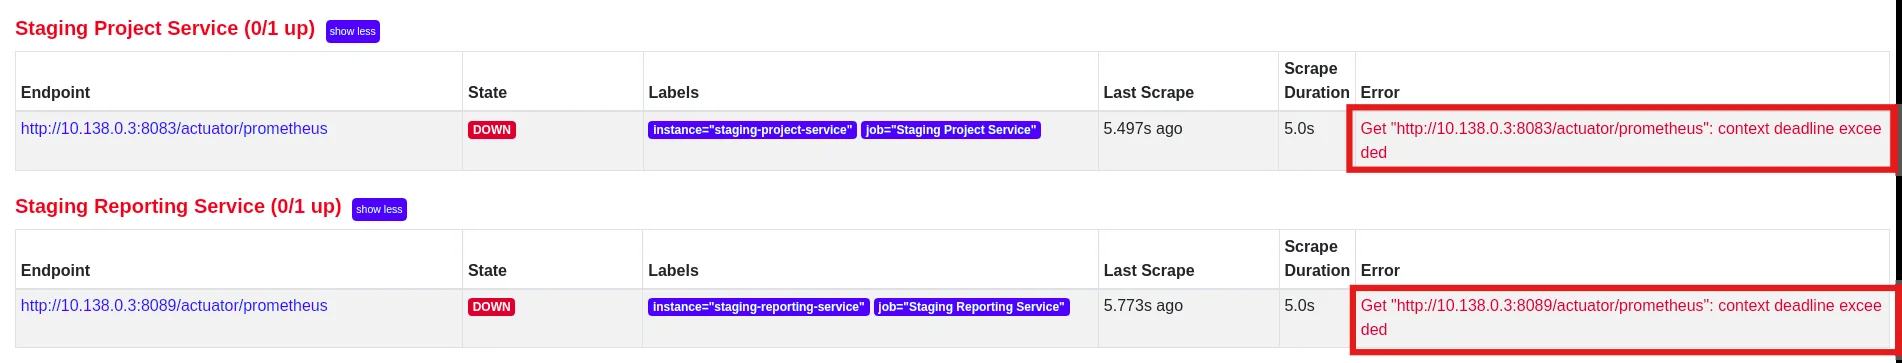 Staging Project Service (0/1 up) show less
Endpoint State Labels Last Scrape Scrape Duration Error
http://10.138.0.3:8083/actuator/prometheus DOWN instance="staging-project-service" job="Staging Project Service" 5.497s ago 5.0s Get "http://10.138.0.3:8083/actuator/prometheus": context deadline excee
ded
Staging Reporting Service (0/1 up) show less
Endpoint State Labels Last Scrape Scrape Duration Error
http://10.138.0.3:8089/actuator/prometheus DOWN instance="staging-reporting-service" job="Staging Reporting Service" 5.773s ago 5.0s Get "http://10.138.0.3:8089/actuator/prometheus": context deadline excee
ded